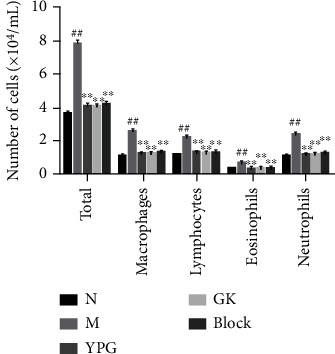 Number of cells (×10⁴/mL)
10
8
6
4
2
0
##
** ** **
##
** ** **
##
** ** **
##
** ** **
##
** ** **
Total
Macrophages
Lymphocytes
Eosinophils
Neutrophils
N
M
YPG
GK
Block